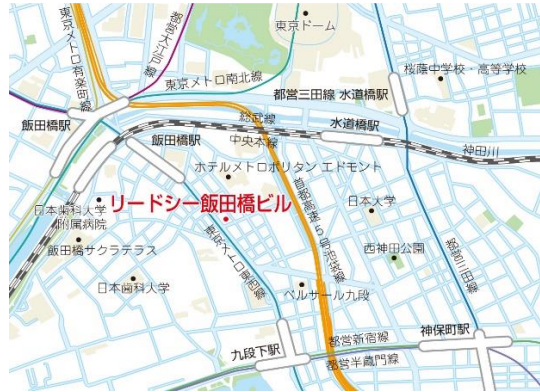 東京メトロ有楽町線
都営大江戸線
東京ドーム
東京メトロ南北線
都営三田線 水道橋駅
桜蔭中学校・高等学校
飯田橋駅
飯田橋駅
総武線
中央本線
水道橋駅
神田川
ホテルメトロポリタン エドモント
日本歯科大学
附属病院
リードシー飯田橋ビル
首都高速5号池袋線
日本大学
飯田橋サクラテラス
東京メトロ東西線
西神田公園
都営三田線
日本歯科大学
ベルサール九段
九段下駅
都営新宿線
神保町駅
都営半蔵門線